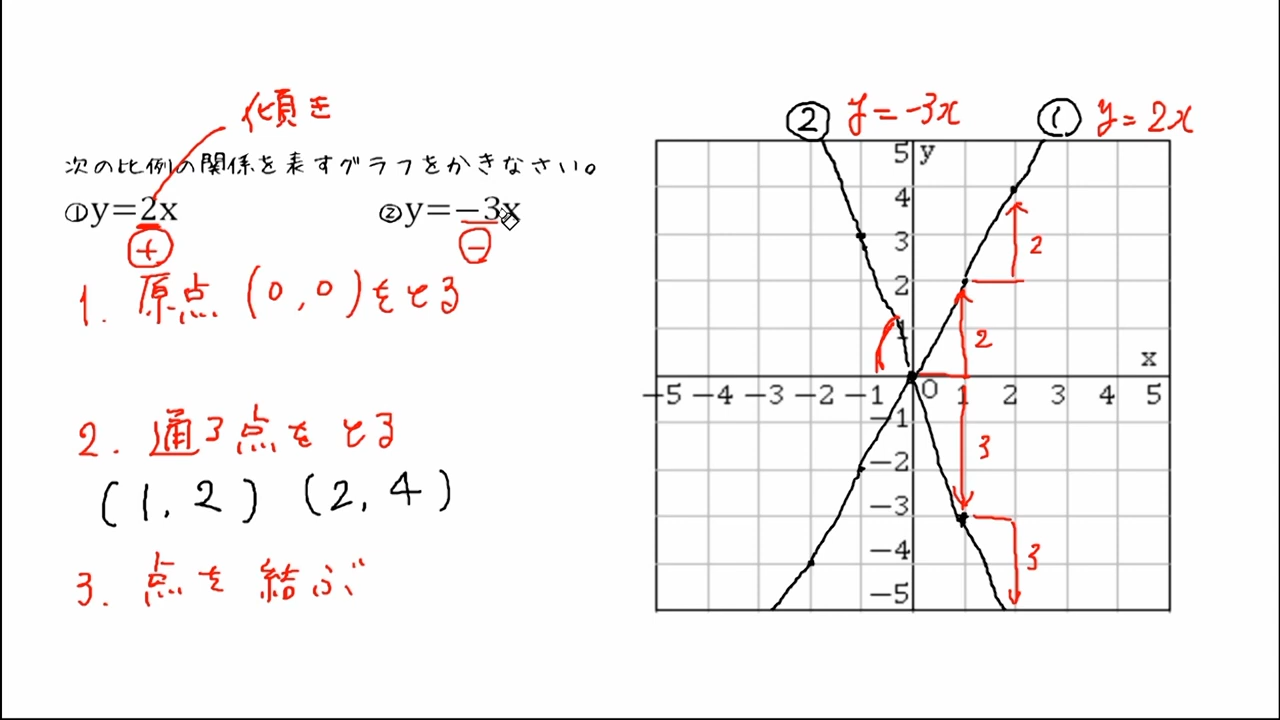 傾き
次の比例の関係を表すグラフをかきなさい。
①y=2x ②y=−3x
+ −
1. 原点 (0,0)をとる
2. 通る点をとる
(1, 2) (2, 4)
3. 点を結ぶ
② y=-3x ① y=2x
5 y
4
3
2
1
x
−5 −4 −3 −2 −1 0 1 2 3 4 5
−1
−2
−3
−4
−5
2
2
3
3